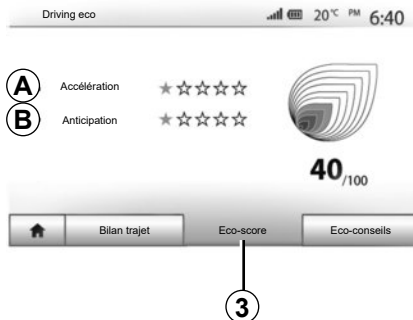 Driving eco 20°C PM 6:40
A Accélération
B Anticipation
40/100
Bilan trajet Eco-score Eco-conseils
3